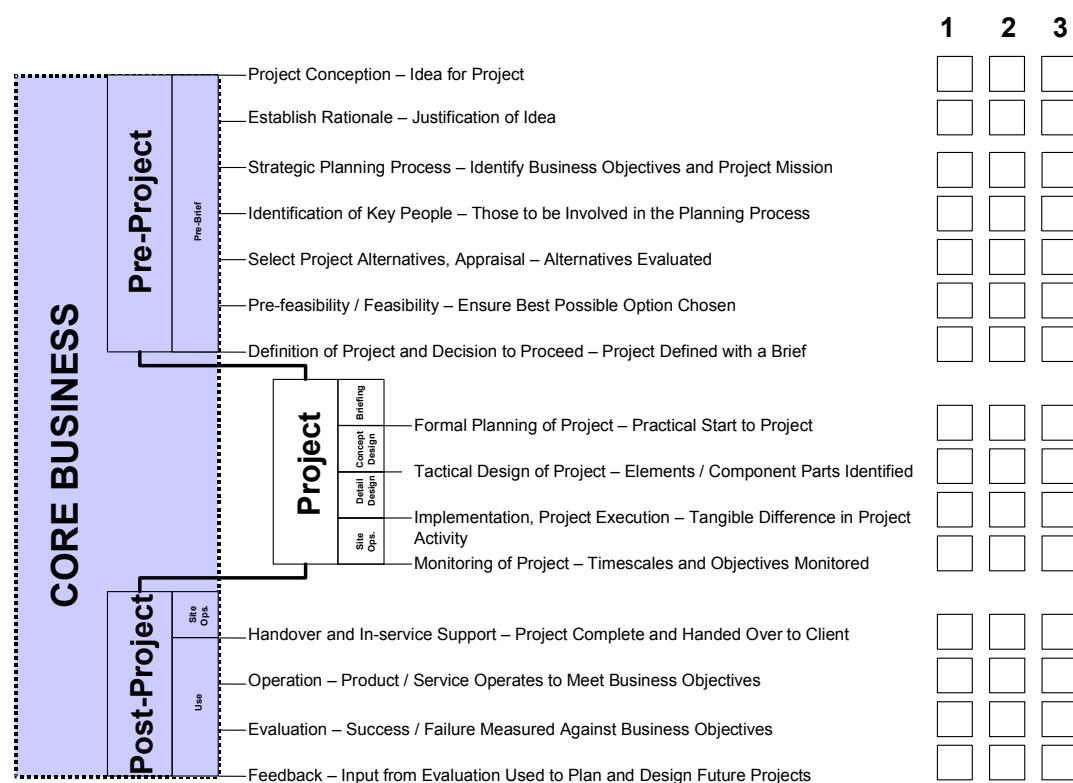 1 2 3
Project Conception – Idea for Project
Establish Rationale – Justification of Idea
Strategic Planning Process – Identify Business Objectives and Project Mission
Identification of Key People – Those to be Involved in the Planning Process
Select Project Alternatives, Appraisal – Alternatives Evaluated
Pre-feasibility / Feasibility – Ensure Best Possible Option Chosen
Definition of Project and Decision to Proceed – Project Defined with a Brief
CORE BUSINESS
Pre-Project
Pre-Brief
Project
Briefing
Concept
Design
Detail
Design
Site
Ops.
Formal Planning of Project – Practical Start to Project
Tactical Design of Project – Elements / Component Parts Identified
Implementation, Project Execution – Tangible Difference in Project
Activity
Monitoring of Project – Timescales and Objectives Monitored
Post-Project
Site
Ops.
Use
Handover and In-service Support – Project Complete and Handed Over to Client
Operation – Product / Service Operates to Meet Business Objectives
Evaluation – Success / Failure Measured Against Business Objectives
Feedback – Input from Evaluation Used to Plan and Design Future Projects